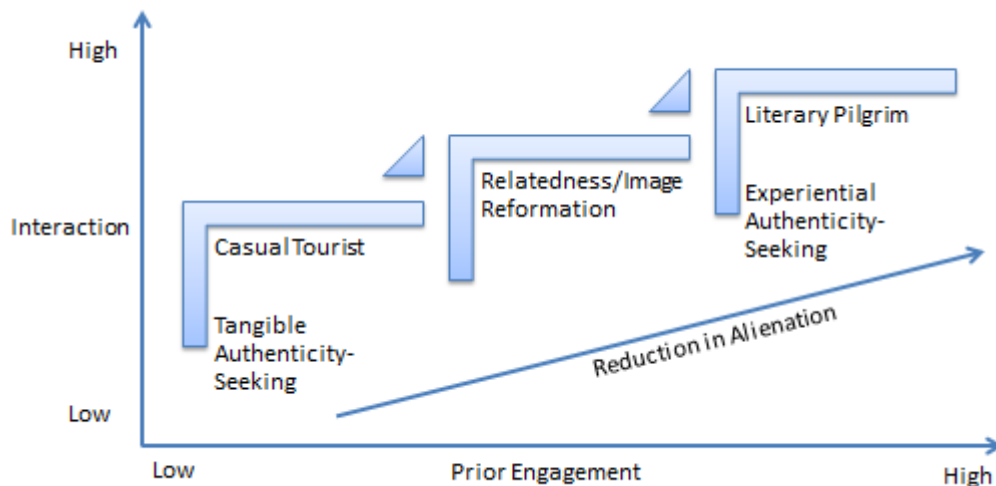 High
Literary Pilgrim
Relatedness/Image
Reformation
Experiential
Authenticity-
Seeking
Interaction
Casual Tourist
Tangible
Authenticity-
Seeking
Reduction in Alienation
Low
Low
Prior Engagement
High